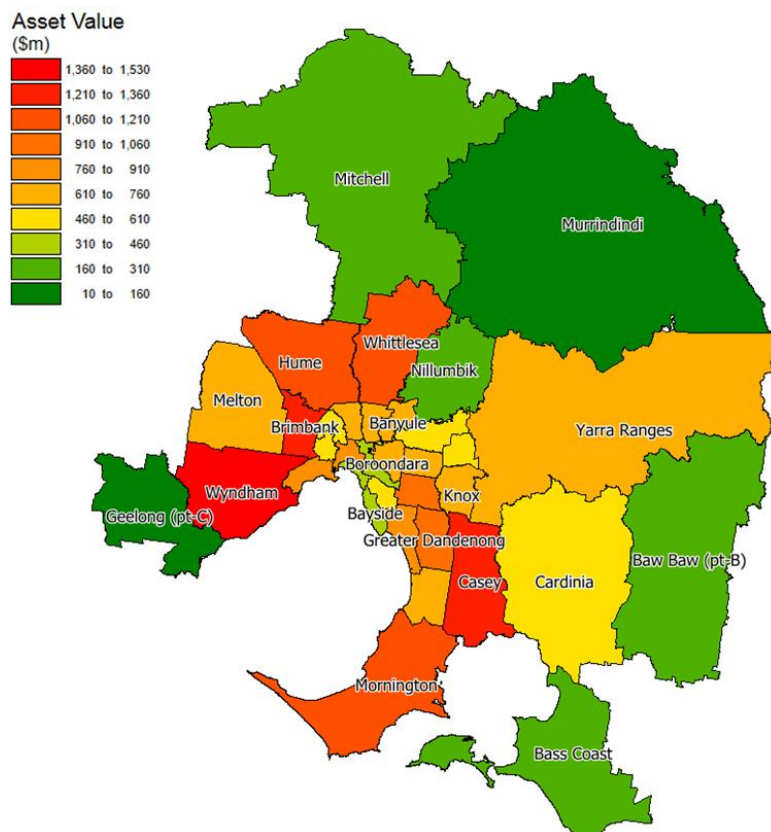 Asset Value
($m)
1,360 to 1,530
1,210 to 1,360
1,060 to 1,210
910 to 1,060
760 to 910
610 to 760
460 to 610
310 to 460
160 to 310
10 to 160
Mitchell
Murrindindi
Whittlesea
Hume
Nillumbik
Melton
Banyule
Brimbank
Yarra Ranges
Boroondara
Wyndham
Knox
Bayside
Geelong (pt-C)
Greater Dandenong
Baw Baw (pt-B)
Casey
Cardinia
Mornington
Bass Coast